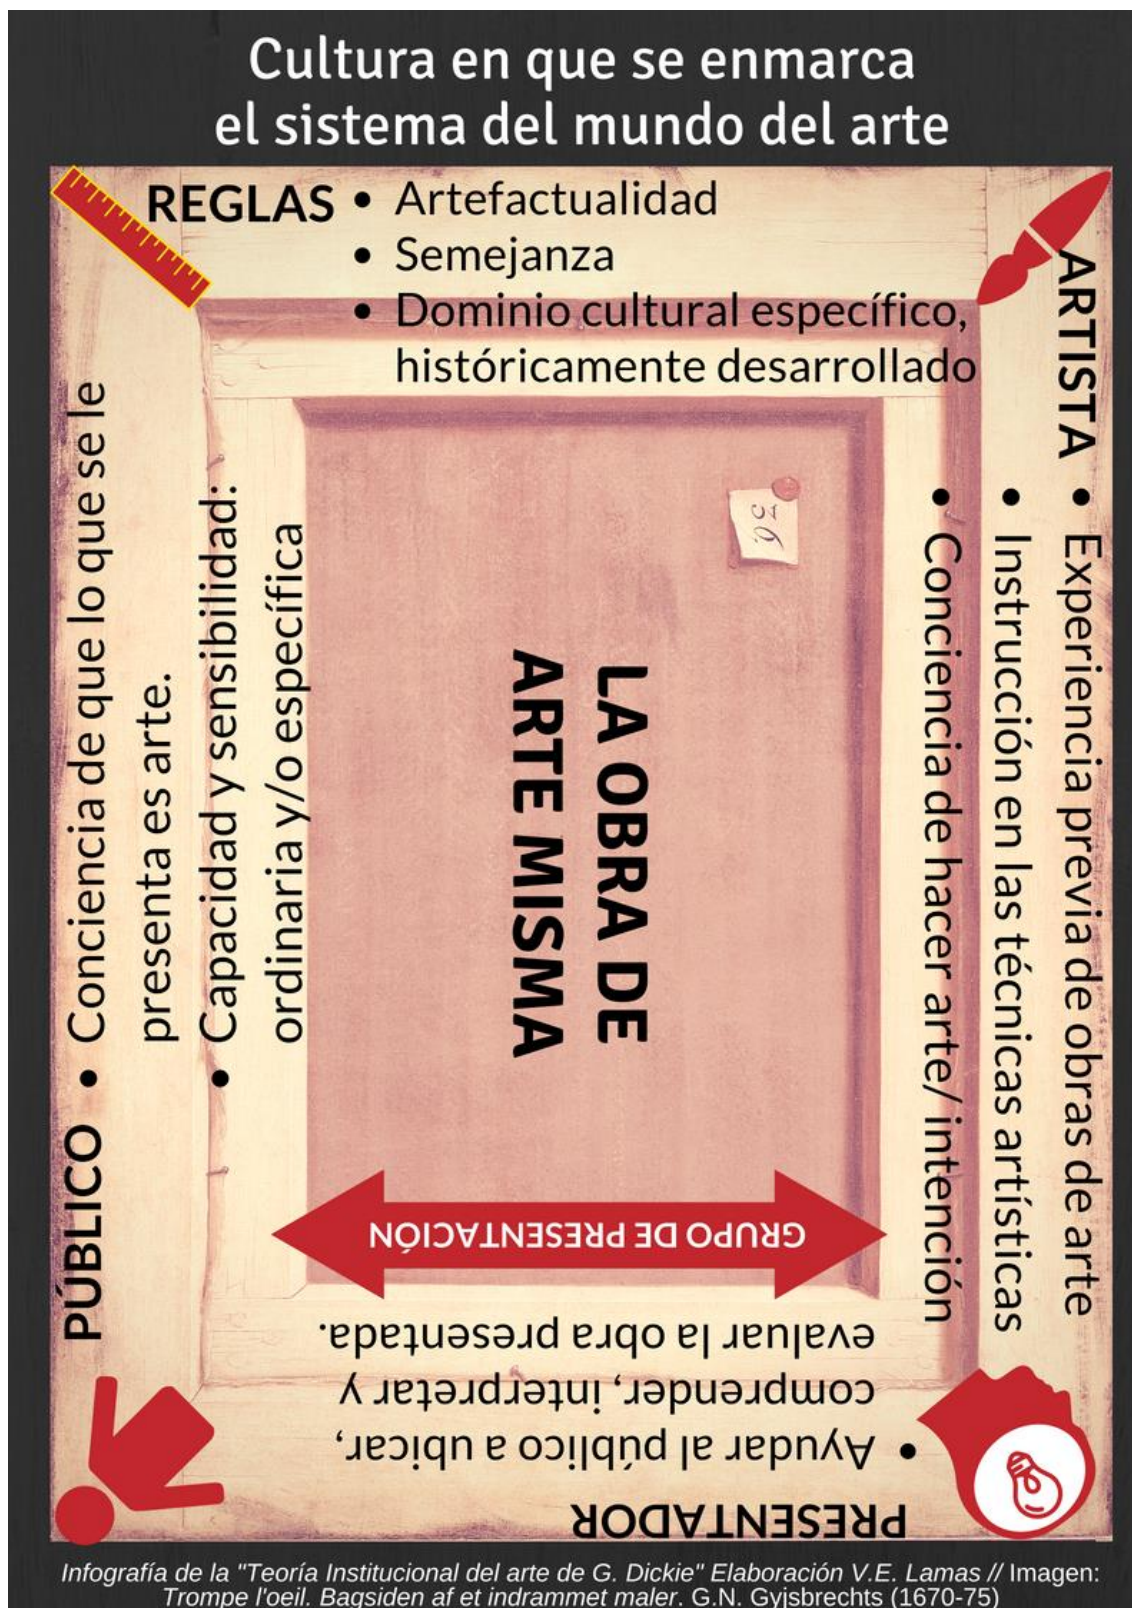 Cultura en que se enmarca
el sistema del mundo del arte
REGLAS
• Artefactualidad
• Semejanza
• Dominio cultural específico,
históricamente desarrollado
ARTISTA
• Experiencia previa de obras de arte
• Instrucción en las técnicas artísticas
• Conciencia de hacer arte/ intención
PRESENTADOR
• Ayudar al público a ubicar,
comprender, interpretar y
evaluar la obra presentada.
GRUPO DE PRESENTACIÓN
PÚBLICO
• Conciencia de que lo que se le
presenta es arte.
• Capacidad y sensibilidad:
ordinaria y/o específica
LA OBRA DE
ARTE MISMA
Infografía de la "Teoría Institucional del arte de G. Dickie" Elaboración V.E. Lamas // Imagen:
Trompe l'oeil. Bagsiden af et indrammet maler. G.N. Gyjsbrechts (1670-75)